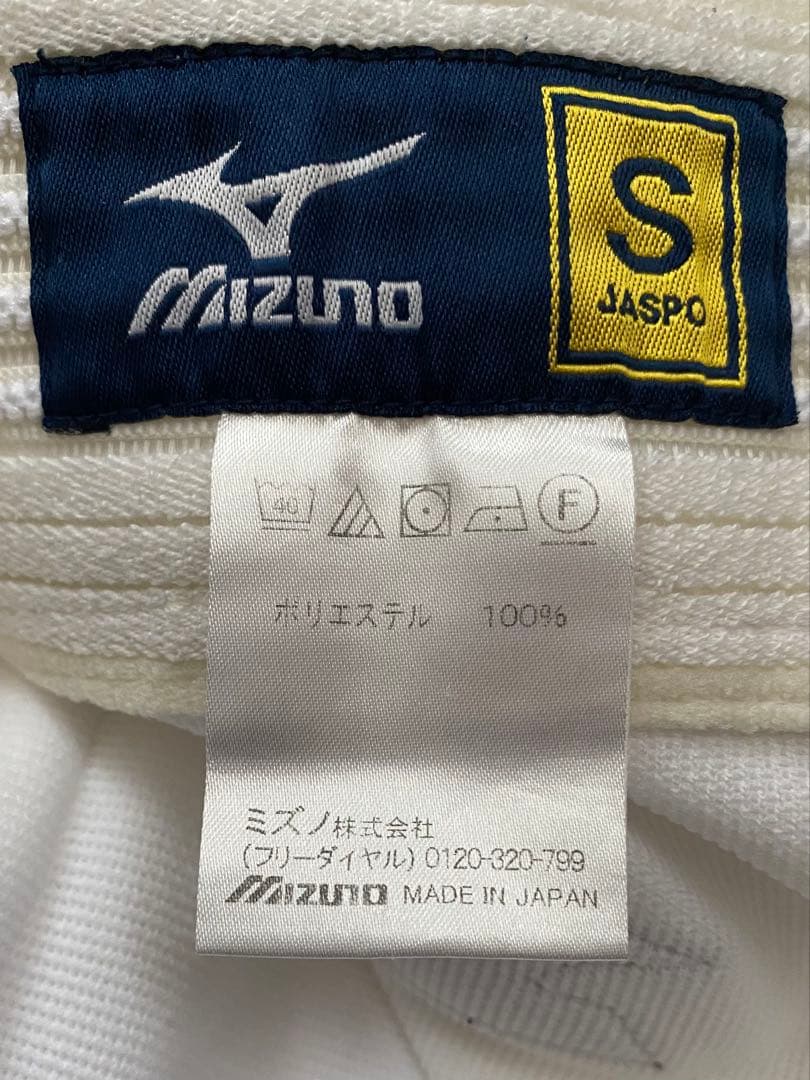 MIZUNO
S
JASPO
40
F
ポリエステル 100%
ミズノ株式会社
(フリーダイヤル) 0120-320-799
MIZUNO MADE IN JAPAN